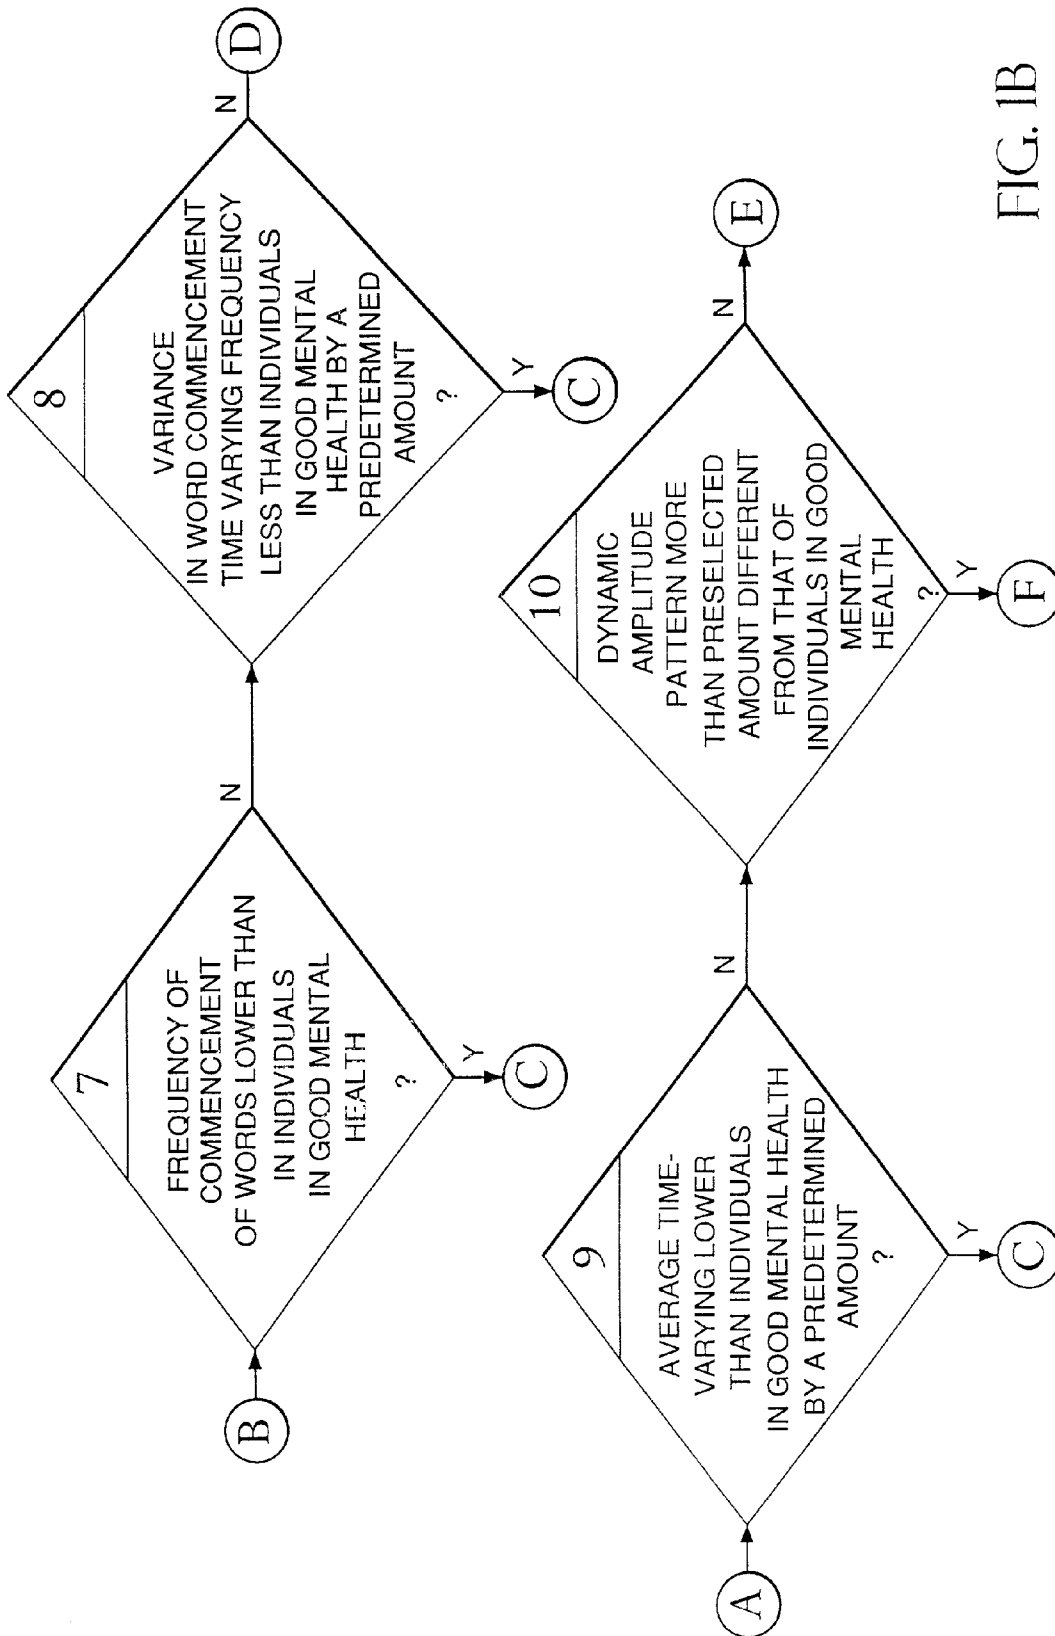 B
7
FREQUENCY OF
COMMENCEMENT
OF WORDS LOWER THAN
IN INDIVIDUALS
IN GOOD MENTAL
HEALTH
?
N
Y
C
8
VARIANCE
IN WORD COMMENCEMENT
TIME VARYING FREQUENCY
LESS THAN INDIVIDUALS
IN GOOD MENTAL
HEALTH BY A
PREDETERMINED
AMOUNT
?
N
D
Y
C
A
9
AVERAGE TIME-
VARYING LOWER
THAN INDIVIDUALS
IN GOOD MENTAL HEALTH
BY A PREDETERMINED
AMOUNT
?
N
Y
C
10
DYNAMIC
AMPLITUDE
PATTERN MORE
THAN PRESELECTED
AMOUNT DIFFERENT
FROM THAT OF
INDIVIDUALS IN GOOD
MENTAL
HEALTH
?
N
E
Y
F
FIG. 1B